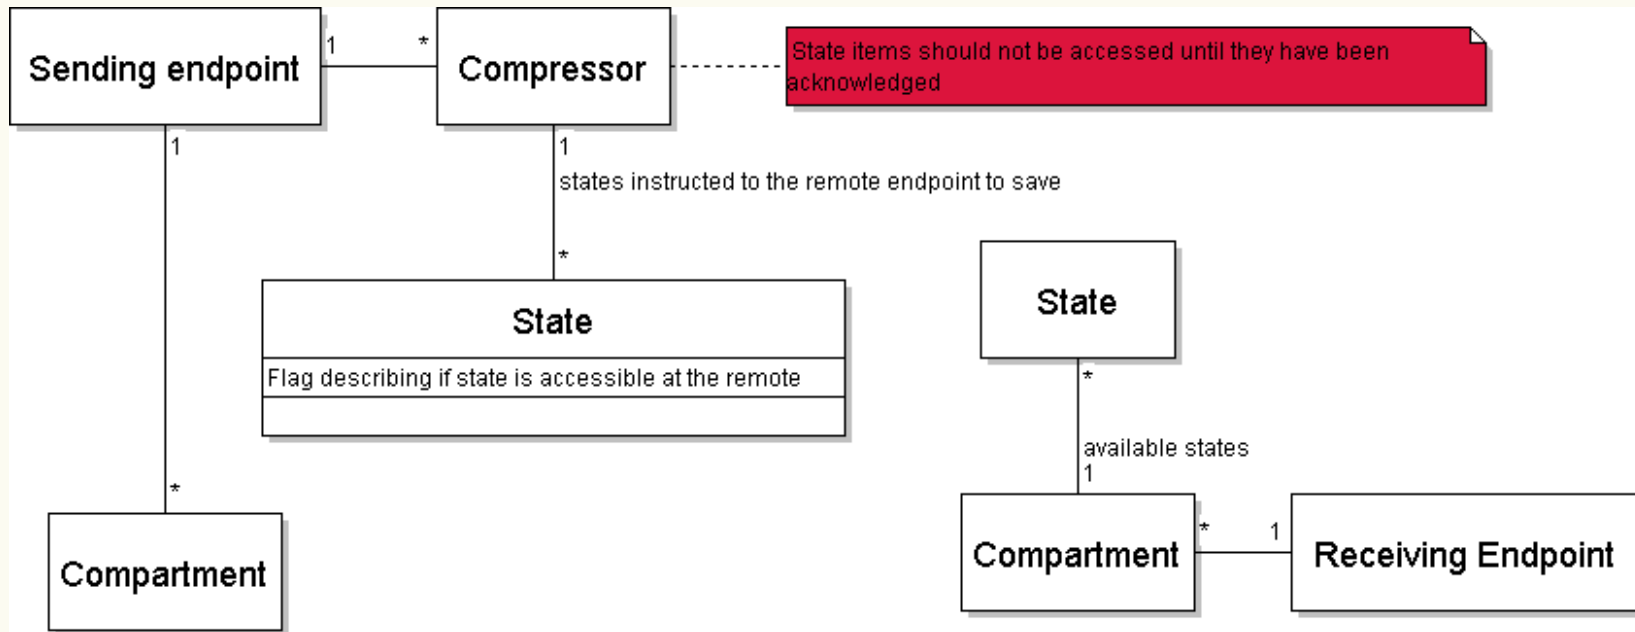 Sending endpoint
1
*
Compressor
State items should not be accessed until they have been
acknowledged
1
1
states instructed to the remote endpoint to save
*
State
Flag describing if state is accessible at the remote
State
*
available states
1
*
Compartment
Compartment
*
1
Receiving Endpoint